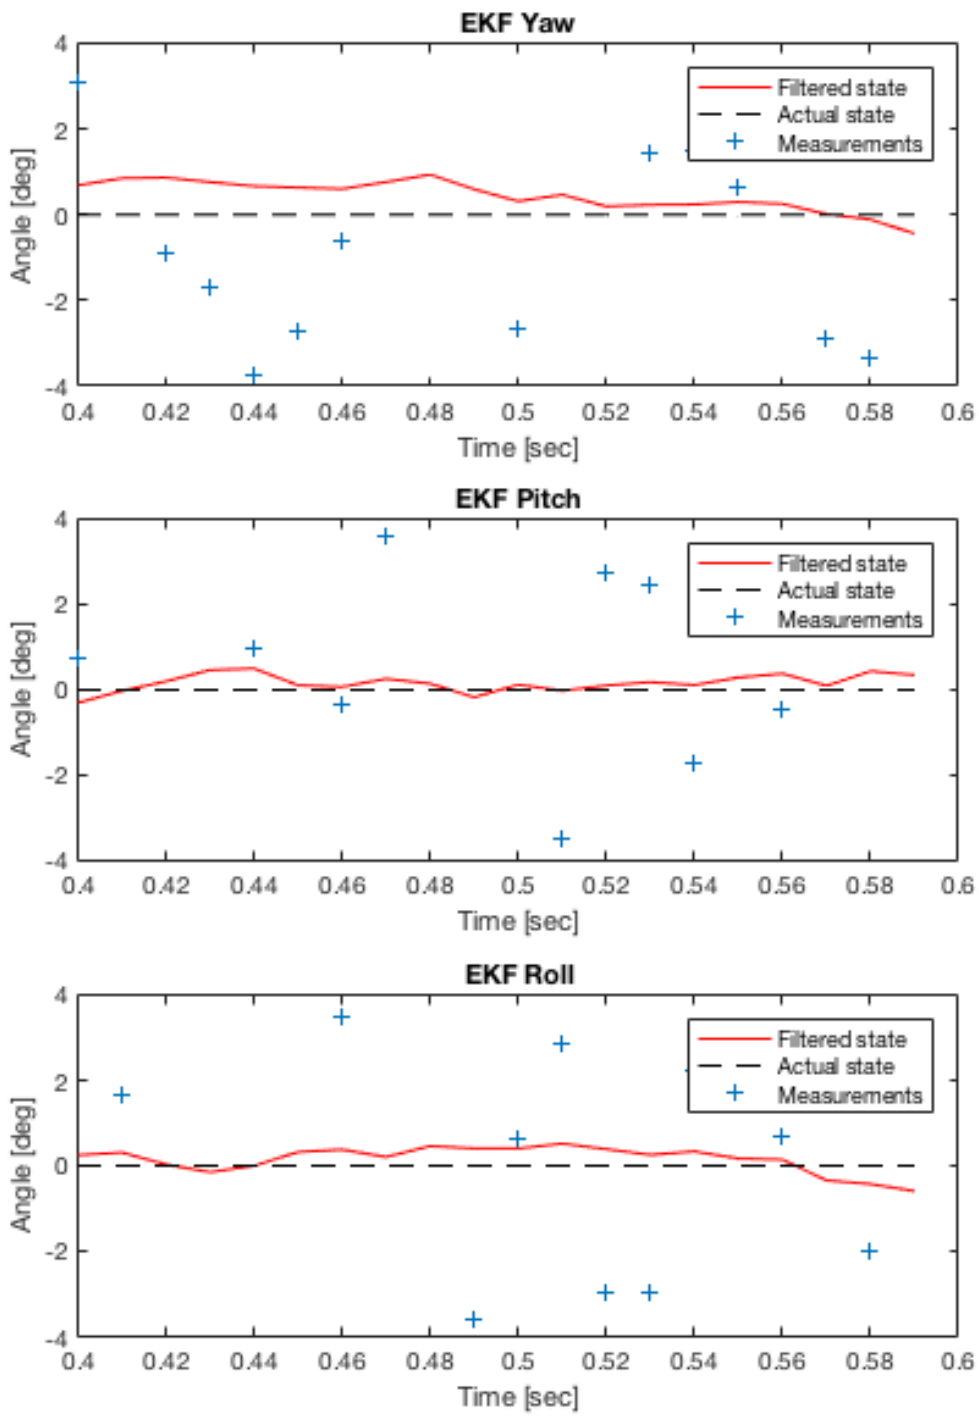 EKF Yaw
4
2
0
-2
-4
Angle [deg]
Filtered state
Actual state
Measurements
0.4 0.42 0.44 0.46 0.48 0.5 0.52 0.54 0.56 0.58 0.6
Time [sec]
EKF Pitch
4
2
0
-2
-4
Angle [deg]
Filtered state
Actual state
Measurements
0.4 0.42 0.44 0.46 0.48 0.5 0.52 0.54 0.56 0.58 0.6
Time [sec]
EKF Roll
4
2
0
-2
-4
Angle [deg]
Filtered state
Actual state
Measurements
0.4 0.42 0.44 0.46 0.48 0.5 0.52 0.54 0.56 0.58 0.6
Time [sec]